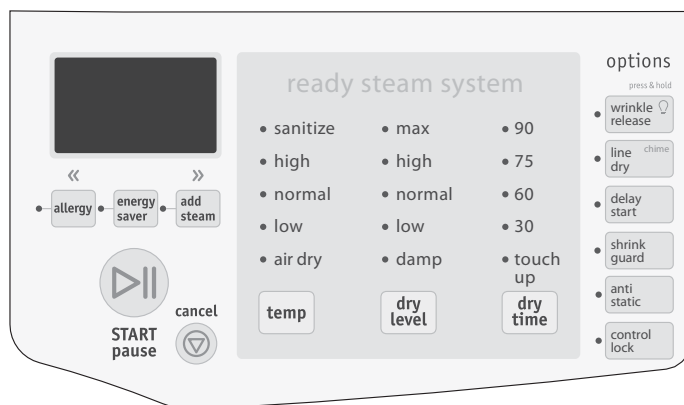 ready steam system
options
press & hold
wrinkle
release
line
dry
chime
delay
start
shrink
guard
anti
static
control
lock
«
»
allergy
energy
saver
add
steam
START
pause
cancel
• sanitize
• high
• normal
• low
• air dry
temp
• max
• high
• normal
• low
• damp
dry
level
• 90
• 75
• 60
• 30
• touch
up
dry
time